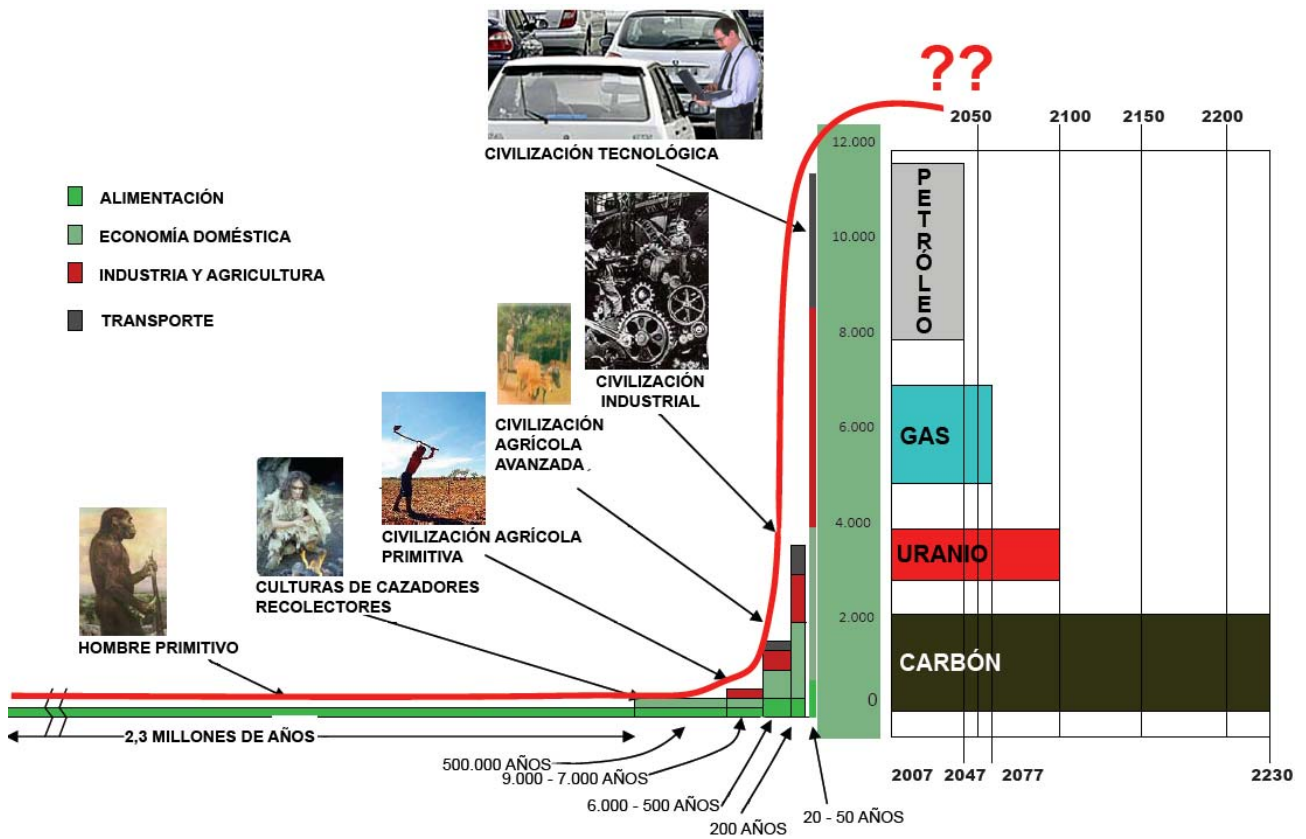 ??
2050
2100
2150
2200
CIVILIZACIÓN TECNOLÓGICA
ALIMENTACIÓN
ECONOMÍA DOMÉSTICA
INDUSTRIA Y AGRICULTURA
TRANSPORTE
CIVILIZACIÓN
INDUSTRIAL
CIVILIZACIÓN
AGRÍCOLA
AVANZADA
CIVILIZACIÓN AGRÍCOLA
PRIMITIVA
CULTURAS DE CAZADORES
RECOLECTORES
HOMBRE PRIMITIVO
12.000
10.000
8.000
6.000
4.000
2.000
0
PETRÓLEO
GAS
URANIO
CARBÓN
2,3 MILLONES DE AÑOS
500.000 AÑOS
9.000 - 7.000 AÑOS
6.000 - 500 AÑOS
200 AÑOS
20 - 50 AÑOS
2007
2047
2077
2230